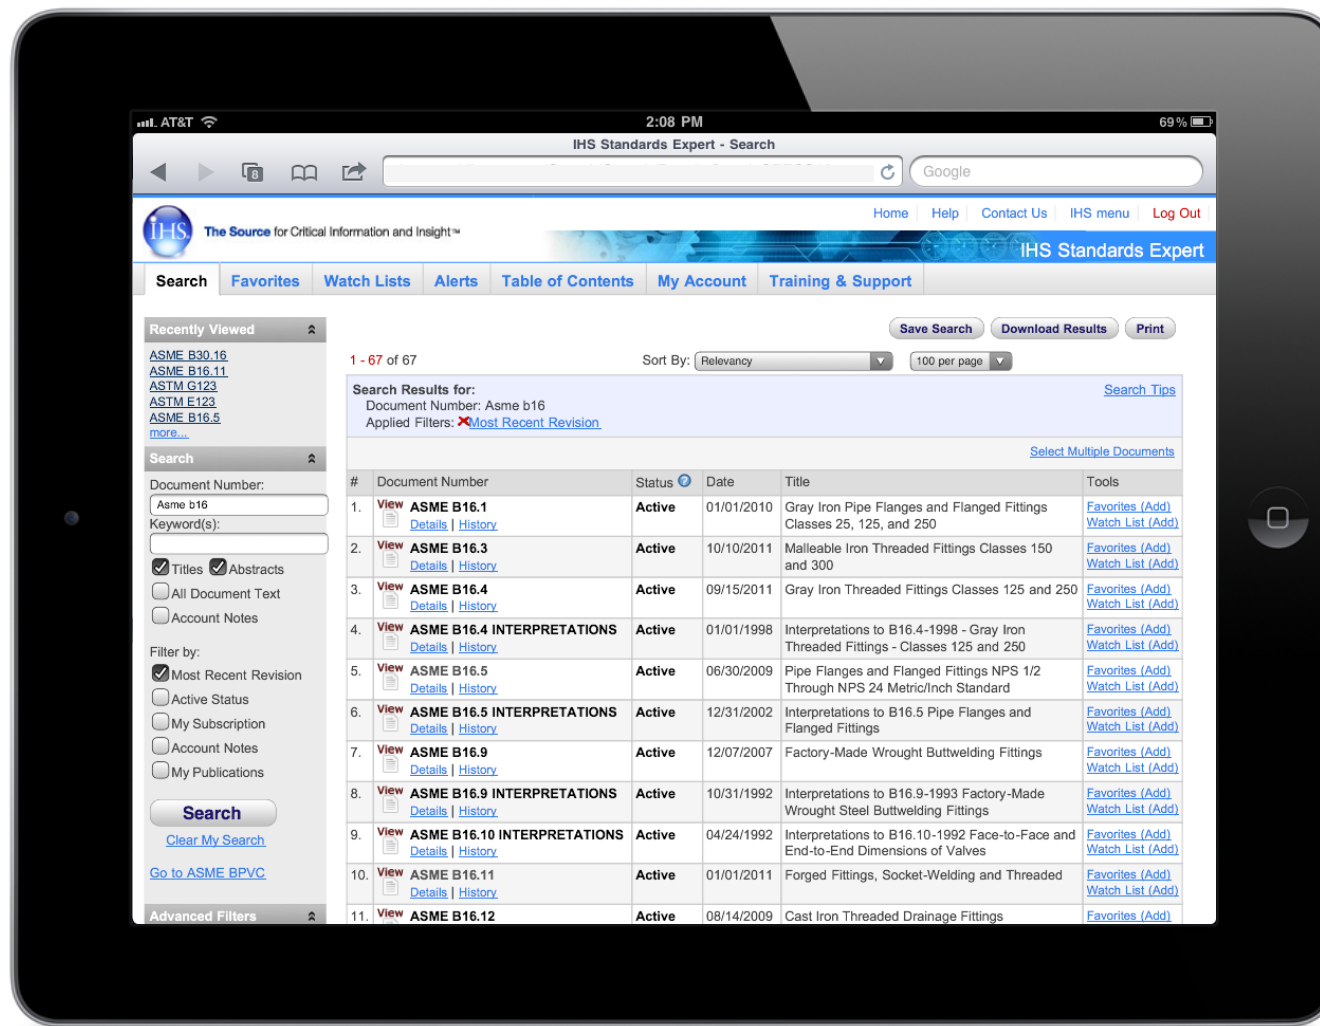 AT&T
2:08 PM
69%
IHS Standards Expert - Search
8
Google
Home
Help
Contact Us
IHS menu
Log Out
IHS
The Source for Critical Information and Insight™
IHS Standards Expert
Search
Favorites
Watch Lists
Alerts
Table of Contents
My Account
Training & Support
Recently Viewed
ASME B30.16
ASME B16.11
ASTM G123
ASTM E123
ASME B16.5
more...
Search
Document Number:
Asme b16
Keyword(s):
Titles Abstracts
All Document Text
Account Notes
Filter by:
Most Recent Revision
Active Status
My Subscription
Account Notes
My Publications
Search
Clear My Search
Go to ASME BPVC
Advanced Filters
Save Search
Download Results
Print
1 - 67 of 67
Sort By: Relevancy
100 per page
Search Results for:
Search Tips
Document Number: Asme b16
Applied Filters: Most Recent Revision
Select Multiple Documents
# Document Number Status ? Date Title Tools
1. View ASME B16.1 Active 01/01/2010 Gray Iron Pipe Flanges and Flanged Fittings Favorites (Add)
Details | History Classes 25, 125, and 250 Watch List (Add)
2. View ASME B16.3 Active 10/10/2011 Malleable Iron Threaded Fittings Classes 150 Favorites (Add)
Details | History and 300 Watch List (Add)
3. View ASME B16.4 Active 09/15/2011 Gray Iron Threaded Fittings Classes 125 and 250 Favorites (Add)
Details | History Watch List (Add)
4. View ASME B16.4 INTERPRETATIONS Active 01/01/1998 Interpretations to B16.4-1998 - Gray Iron Favorites (Add)
Details | History Threaded Fittings - Classes 125 and 250 Watch List (Add)
5. View ASME B16.5 Active 06/30/2009 Pipe Flanges and Flanged Fittings NPS 1/2 Favorites (Add)
Details | History Through NPS 24 Metric/Inch Standard Watch List (Add)
6. View ASME B16.5 INTERPRETATIONS Active 12/31/2002 Interpretations to B16.5 Pipe Flanges and Favorites (Add)
Details | History Flanged Fittings Watch List (Add)
7. View ASME B16.9 Active 12/07/2007 Factory-Made Wrought Buttwelding Fittings Favorites (Add)
Details | History Watch List (Add)
8. View ASME B16.9 INTERPRETATIONS Active 10/31/1992 Interpretations to B16.9-1993 Factory-Made Favorites (Add)
Details | History Wrought Steel Buttwelding Fittings Watch List (Add)
9. View ASME B16.10 INTERPRETATIONS Active 04/24/1992 Interpretations to B16.10-1992 Face-to-Face and Favorites (Add)
Details | History End-to-End Dimensions of Valves Watch List (Add)
10. View ASME B16.11 Active 01/01/2011 Forged Fittings, Socket-Welding and Threaded Favorites (Add)
Details | History Watch List (Add)
11. View ASME B16.12 Active 08/14/2009 Cast Iron Threaded Drainage Fittings Favorites (Add)